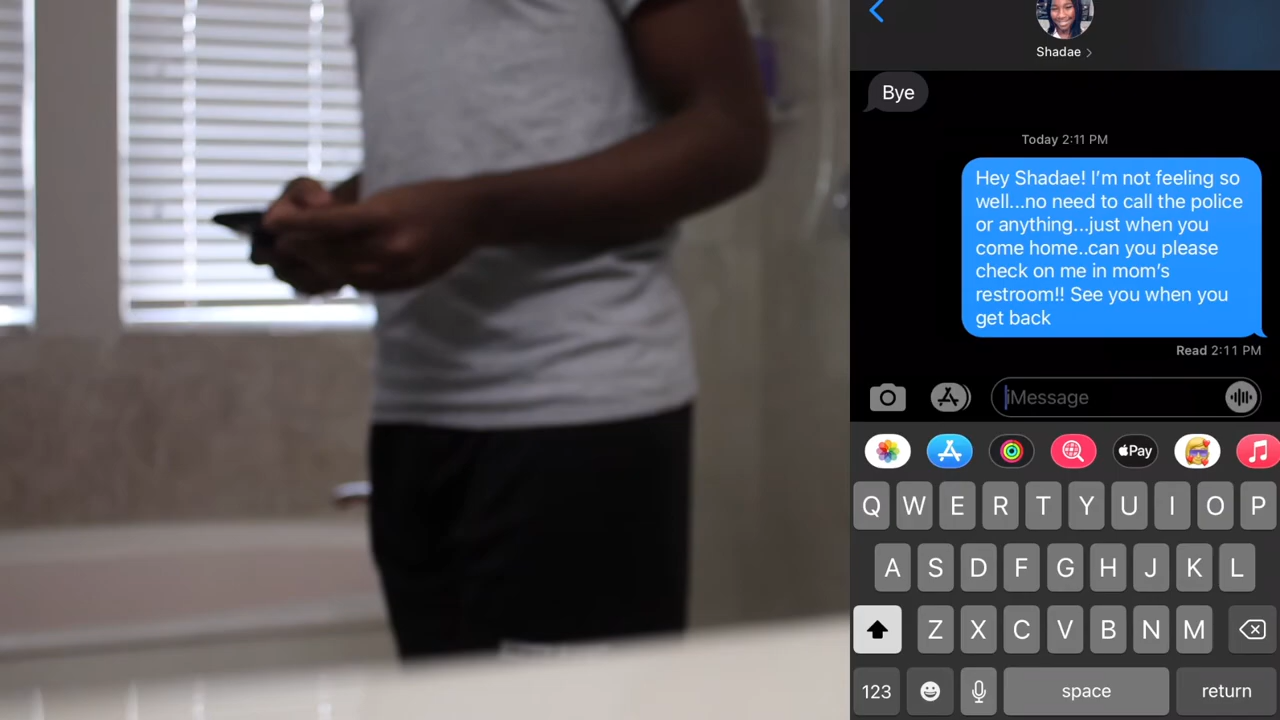 Shadae
Bye
Today 2:11 PM
Hey Shadae! I'm not feeling so
well...no need to call the police
or anything...just when you
come home..can you please
check on me in mom's
restroom!! See you when you
get back
Read 2:11 PM
iMessage
Pay
Q W E R T Y U I O P
A S D F G H J K L
Z X C V B N M
123 space return